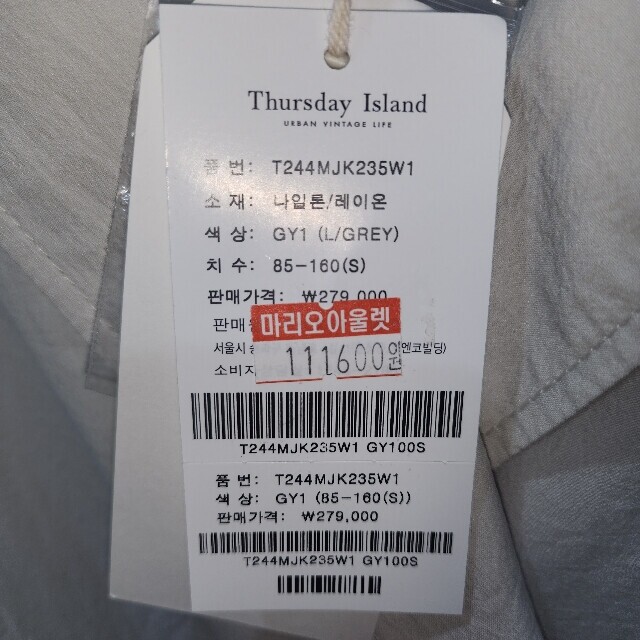 Thursday Island
URBAN VINTAGE LIFE
품 번: T244MJK235W1
소 재: 나일론/레이온
색 상: GY1 (L/GREY)
치 수: 85-160(S)
판매가격: ₩279,000
마리오아울렛
판매
서울시 엔코빌딩)
111,600원
소비자
T244MJK235W1 GY100S
품 번: T244MJK235W1
색 상: GY1 (85-160(S))
판매가격: ₩279,000
T244MJK235W1 GY100S